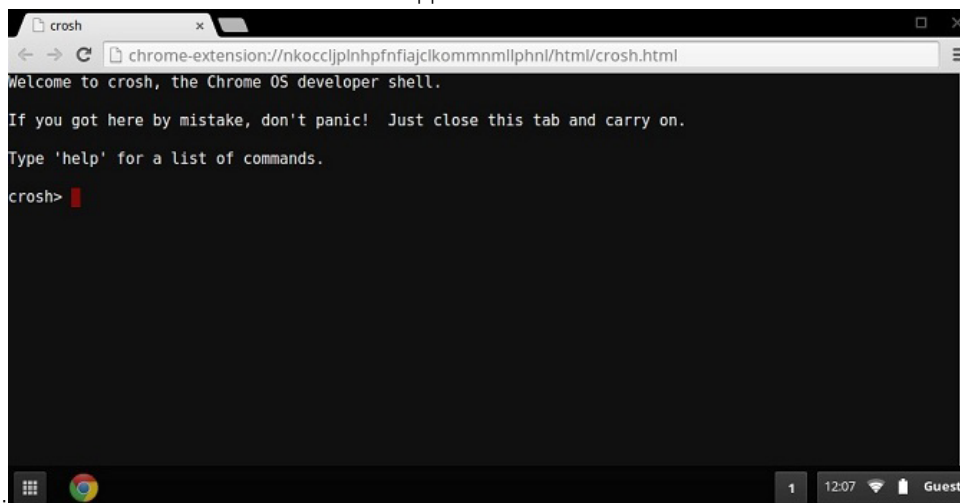 crosh
chrome-extension://nkoccljplnhpfnfiajclkommnmllphnl/html/crosh.html
Welcome to crosh, the Chrome OS developer shell.
If you got here by mistake, don't panic!  Just close this tab and carry on.
Type 'help' for a list of commands.
crosh>
1 12:07 Guest